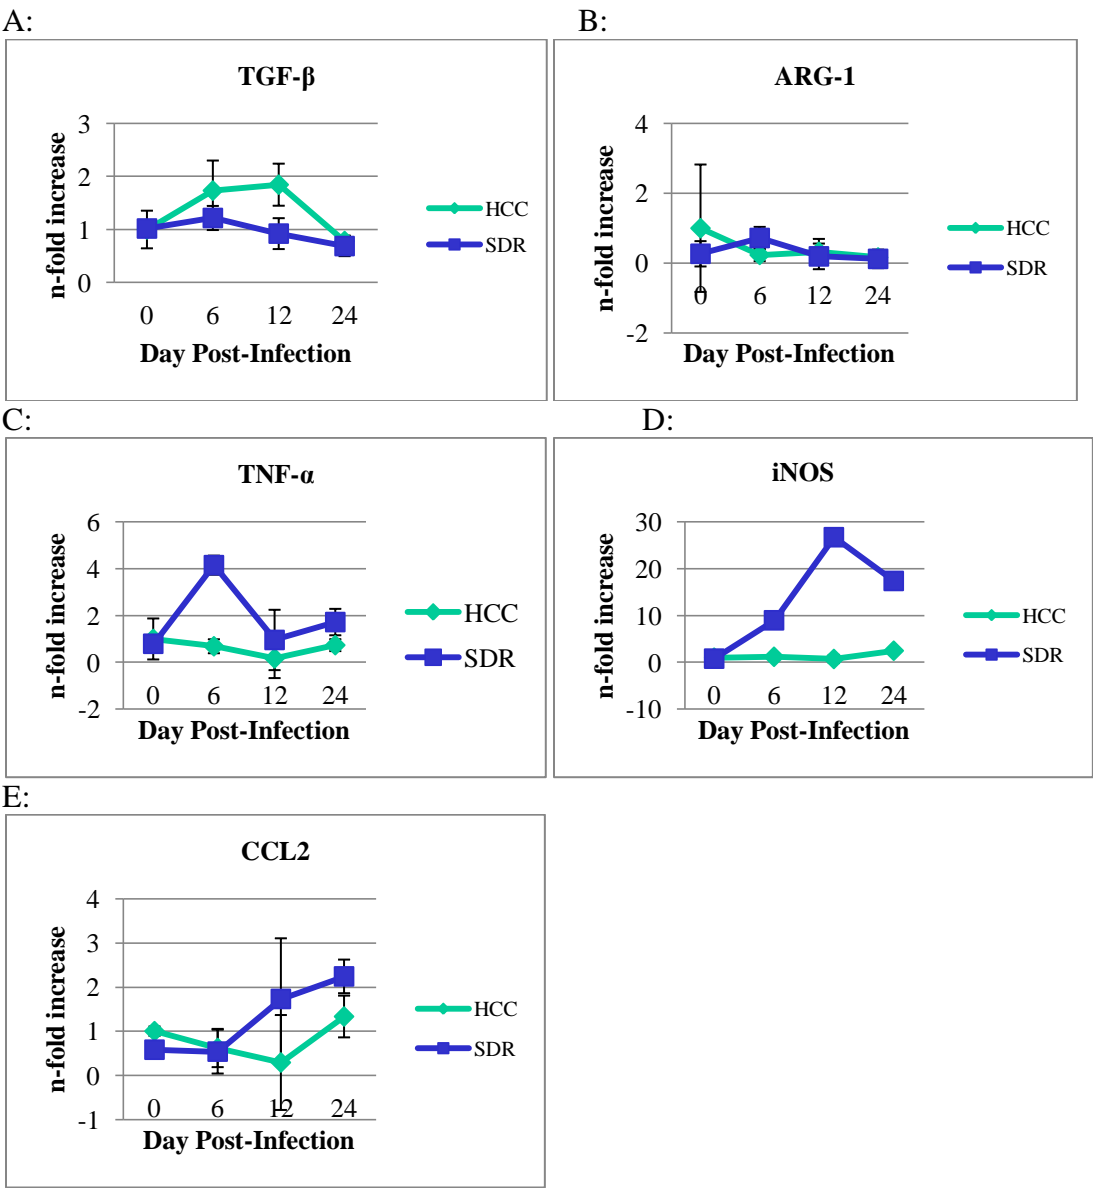 A:
TGF-β
n-fold increase
3
2
1
0
0 6 12 24
Day Post-Infection
HCC
SDR
B:
ARG-1
n-fold increase
4
2
0
-2
0 6 12 24
Day Post-Infection
HCC
SDR
C:
TNF-α
n-fold increase
6
4
2
0
-2
0 6 12 24
Day Post-Infection
HCC
SDR
D:
iNOS
n-fold increase
30
20
10
0
-10
0 6 12 24
Day Post-Infection
HCC
SDR
E:
CCL2
n-fold increase
4
3
2
1
0
-1
0 6 12 24
Day Post-Infection
HCC
SDR